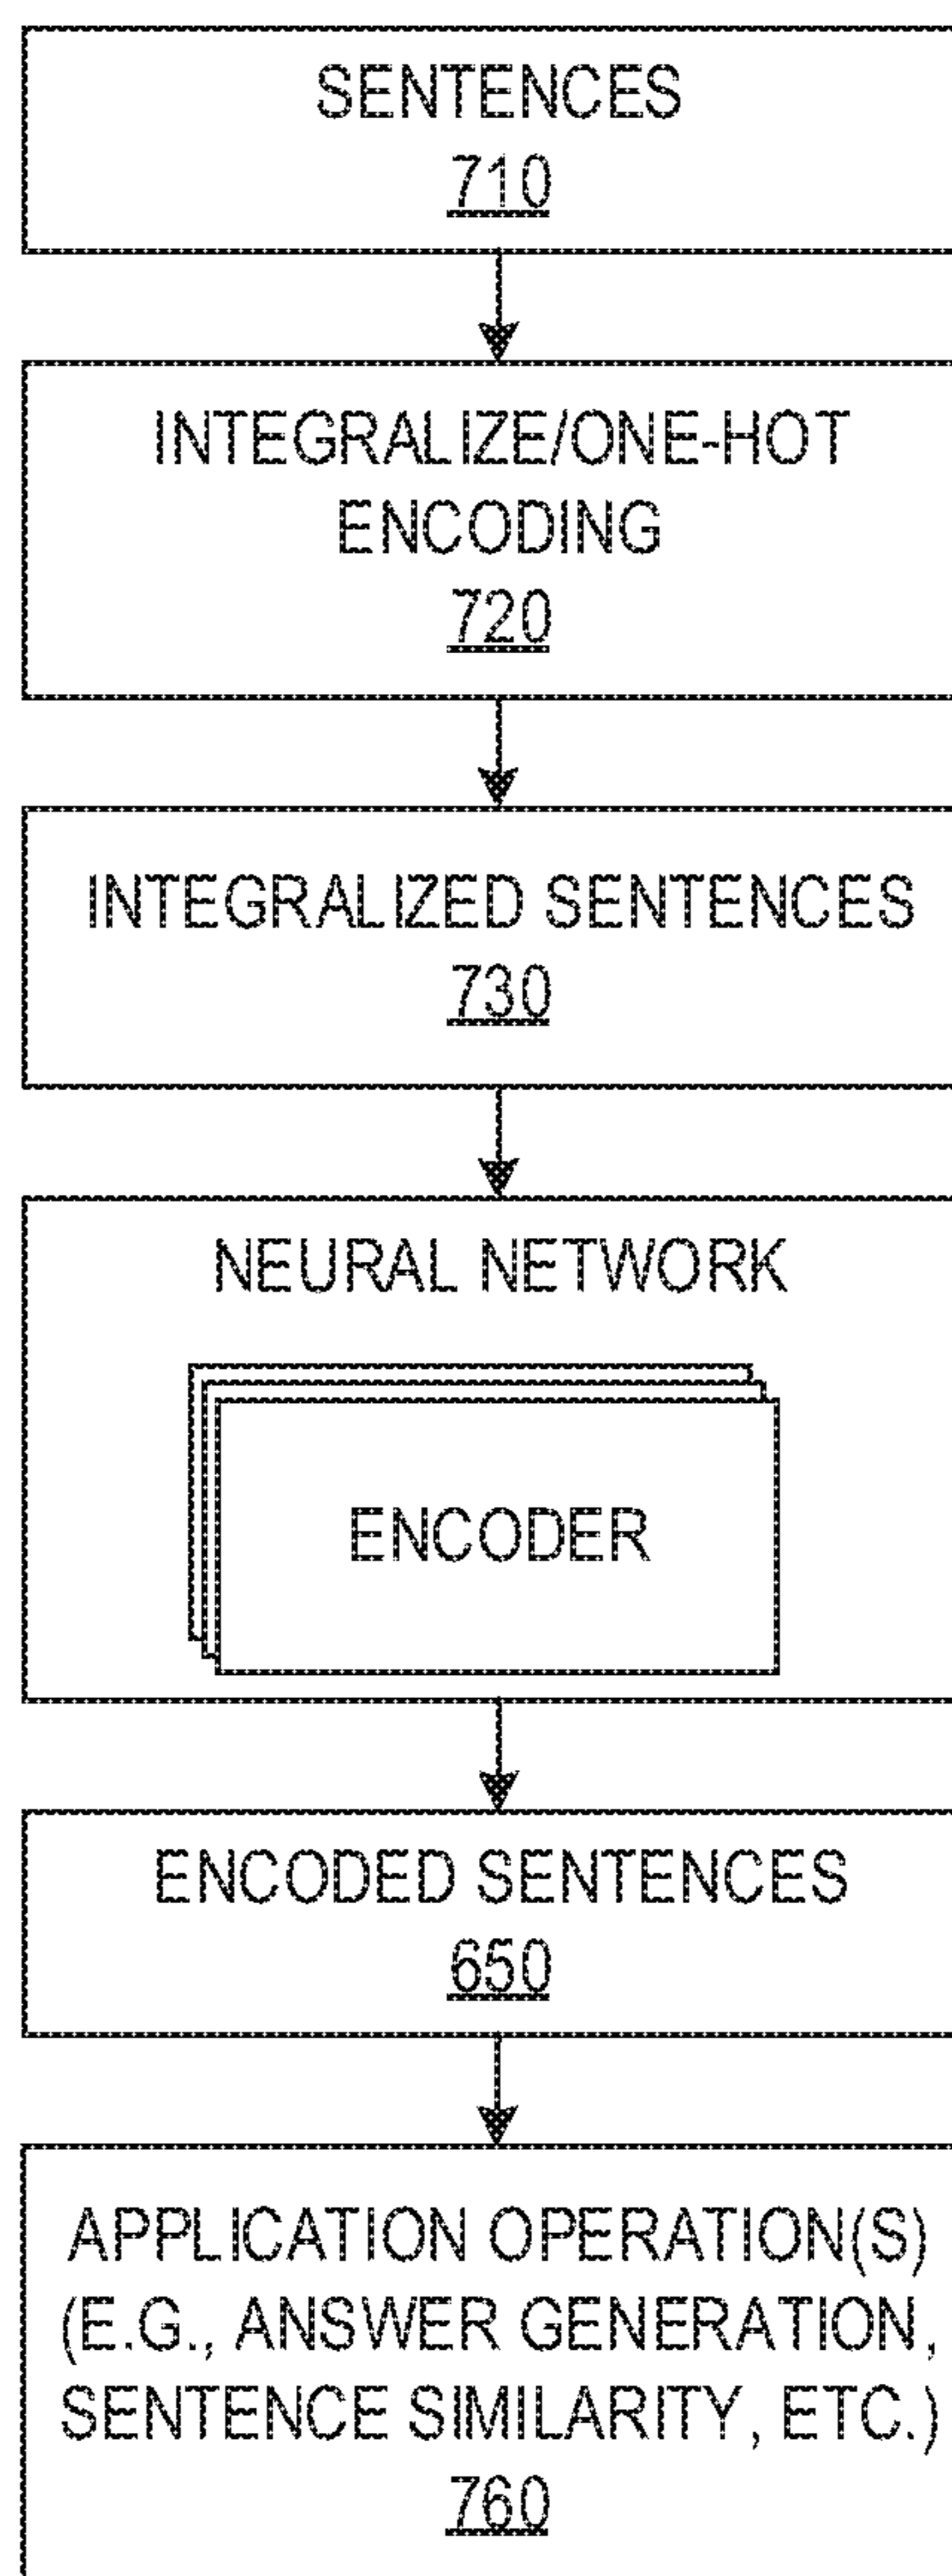 SENTENCES
710
INTEGRALIZE/ONE-HOT
ENCODING
720
INTEGRALIZED SENTENCES
730
NEURAL NETWORK
ENCODER
ENCODED SENTENCES
650
APPLICATION OPERATION(S)
(E.G., ANSWER GENERATION,
SENTENCE SIMILARITY, ETC.)
760